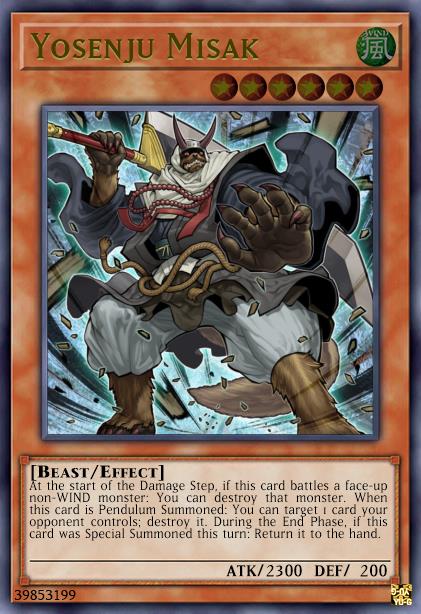 YOSENJU MISAK
WIND
風
[BEAST/EFFECT]
At the start of the Damage Step, if this card battles a face-up
non-WIND monster: You can destroy that monster. When
this card is Pendulum Summoned: You can target 1 card your
opponent controls; destroy it. During the End Phase, if this
card was Special Summoned this turn: Return it to the hand.
ATK/2300 DEF/ 200
39853199